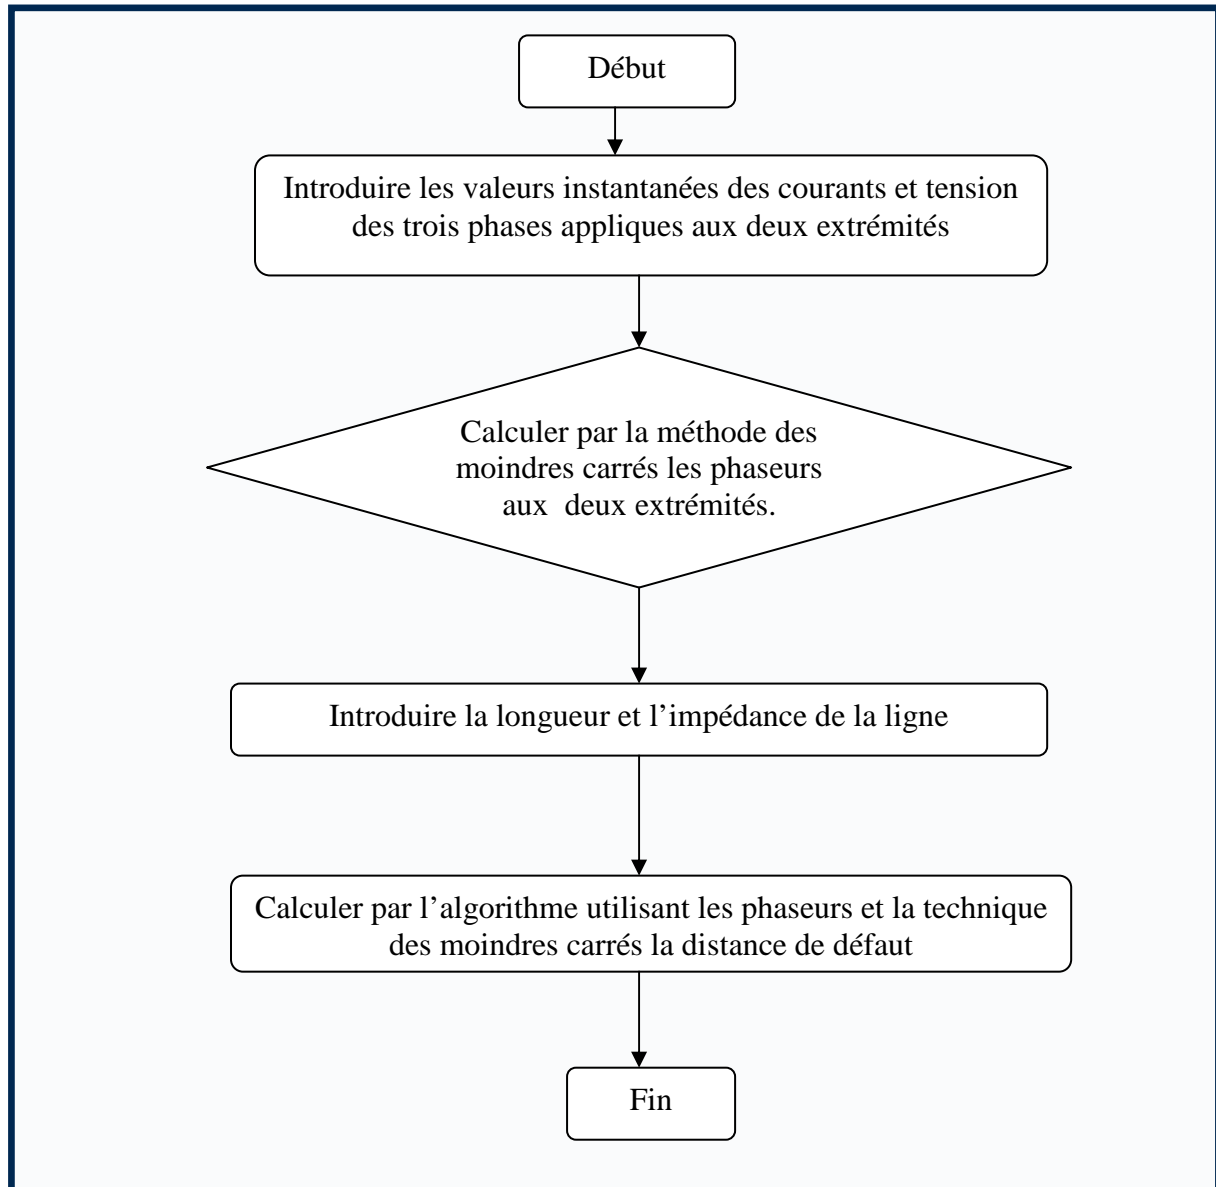 Début
Introduire les valeurs instantanées des courants et tension
des trois phases appliques aux deux extrémités
Calculer par la méthode des
moindres carrés les phaseurs
aux  deux extrémités.
Introduire la longueur et l’impédance de la ligne
Calculer par l’algorithme utilisant les phaseurs et la technique
des moindres carrés la distance de défaut
Fin